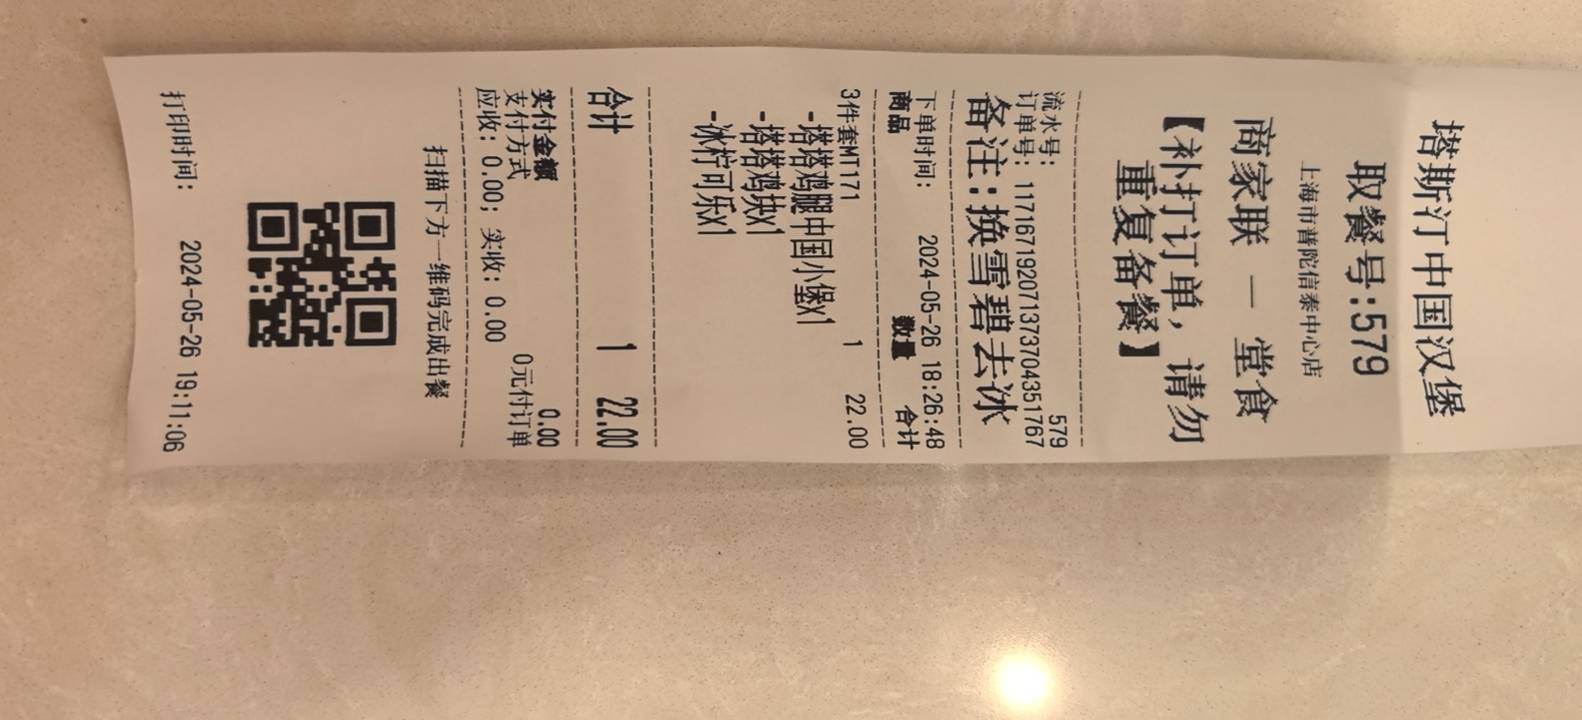 塔斯汀中国汉堡
取餐号:579
上海市普陀信泰中心店
商家联 — 堂食
【补打订单，请勿
重复备餐】
流水号: 579
订单号: 1171671920713737370435​1767
备注:换雪碧去冰
下单时间: 2024-05-26 18:26:48
商品 数量 合计
3件套MT171 1 22.00
-塔塔鸡腿中国小堡x1
-塔塔鸡块x1
-冰柠可乐x1
合计 1 22.00
实付金额 0.00
支付方式 0元付订单
应收: 0.00; 实收: 0.00
扫描下方一维码完成出餐
打印时间: 2024-05-26 19:11:06